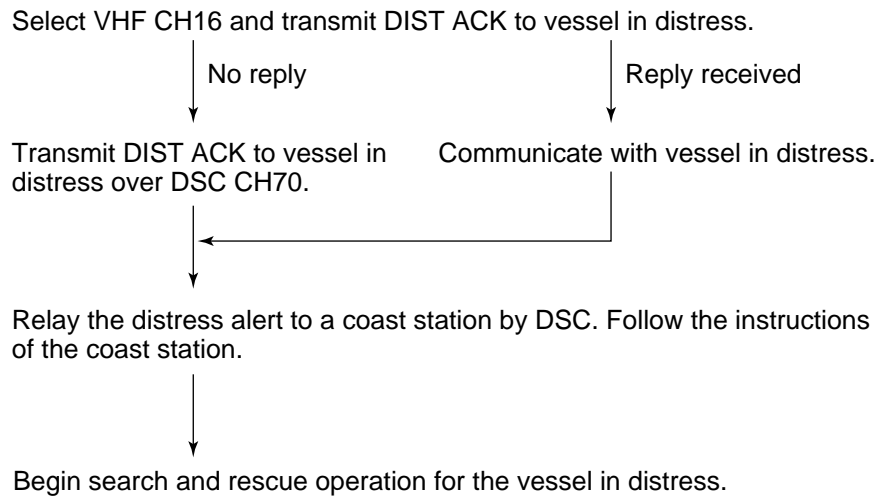 Select VHF CH16 and transmit DIST ACK to vessel in distress.
No reply
Reply received
Transmit DIST ACK to vessel in
distress over DSC CH70.
Communicate with vessel in distress.
Relay the distress alert to a coast station by DSC. Follow the instructions
of the coast station.
Begin search and rescue operation for the vessel in distress.